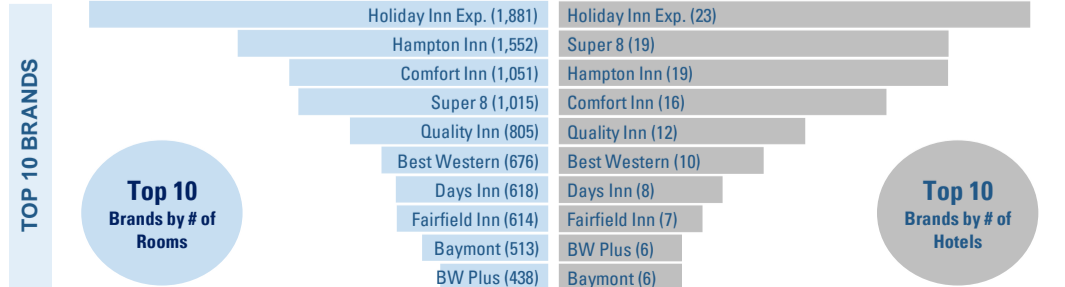 TOP 10 BRANDS
Holiday Inn Exp. (1,881)
Hampton Inn (1,552)
Comfort Inn (1,051)
Super 8 (1,015)
Quality Inn (805)
Best Western (676)
Days Inn (618)
Fairfield Inn (614)
Baymont (513)
BW Plus (438)
Top 10
Brands by # of
Rooms
Holiday Inn Exp. (23)
Super 8 (19)
Hampton Inn (19)
Comfort Inn (16)
Quality Inn (12)
Best Western (10)
Days Inn (8)
Fairfield Inn (7)
BW Plus (6)
Baymont (6)
Top 10
Brands by # of
Hotels